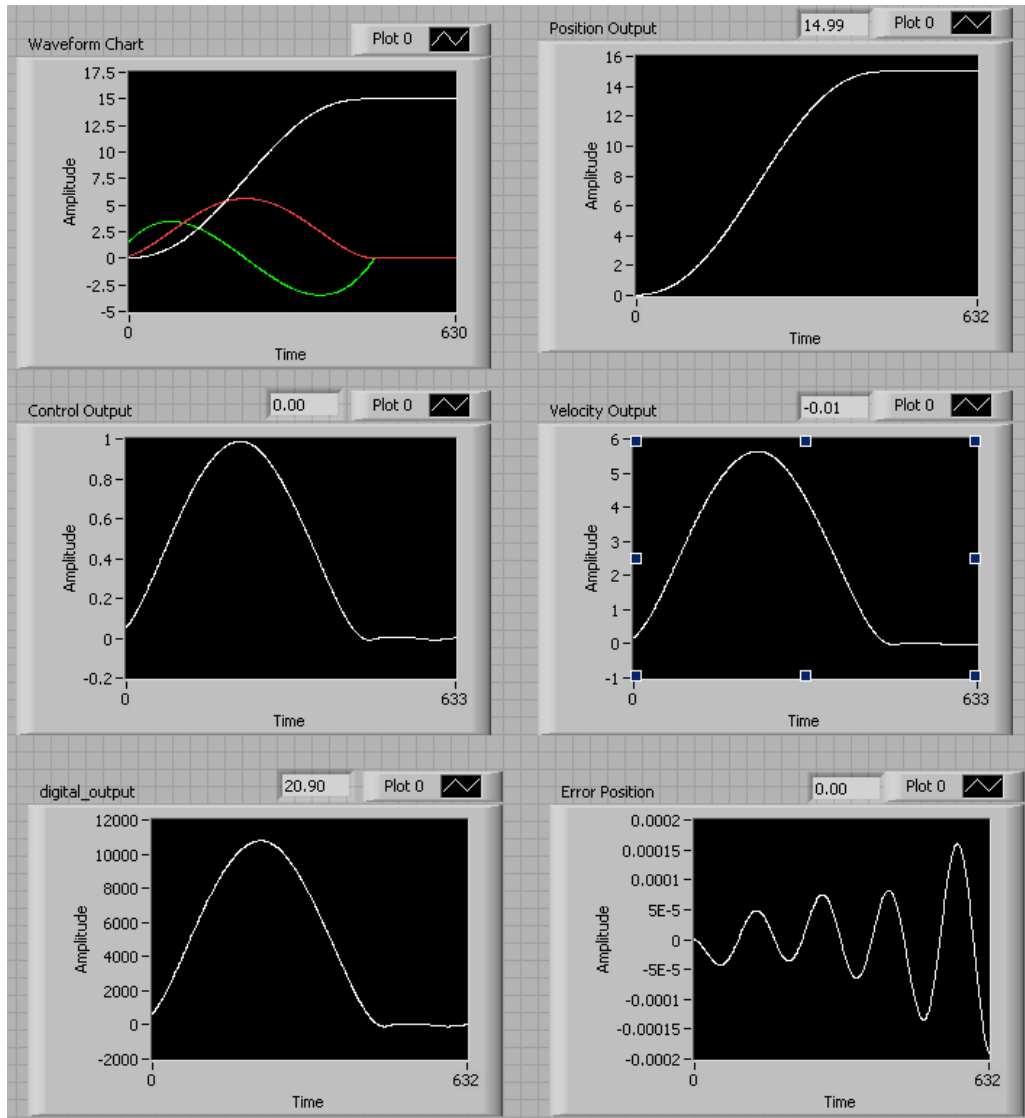 Waveform Chart
Plot 0
17.5
15
12.5
10
7.5
5
2.5
0
-2.5
-5
Amplitude
0
630
Time
Position Output
14.99
Plot 0
16
14
12
10
8
6
4
2
0
Amplitude
0
632
Time
Control Output
0.00
Plot 0
1
0.8
0.6
0.4
0.2
0
-0.2
Amplitude
0
633
Time
Velocity Output
-0.01
Plot 0
6
5
4
3
2
1
0
-1
Amplitude
0
633
Time
digital_output
20.90
Plot 0
12000
10000
8000
6000
4000
2000
0
-2000
Amplitude
0
632
Time
Error Position
0.00
Plot 0
0.0002
0.00015
0.0001
5E-5
0
-5E-5
-0.0001
-0.00015
-0.0002
Amplitude
0
632
Time